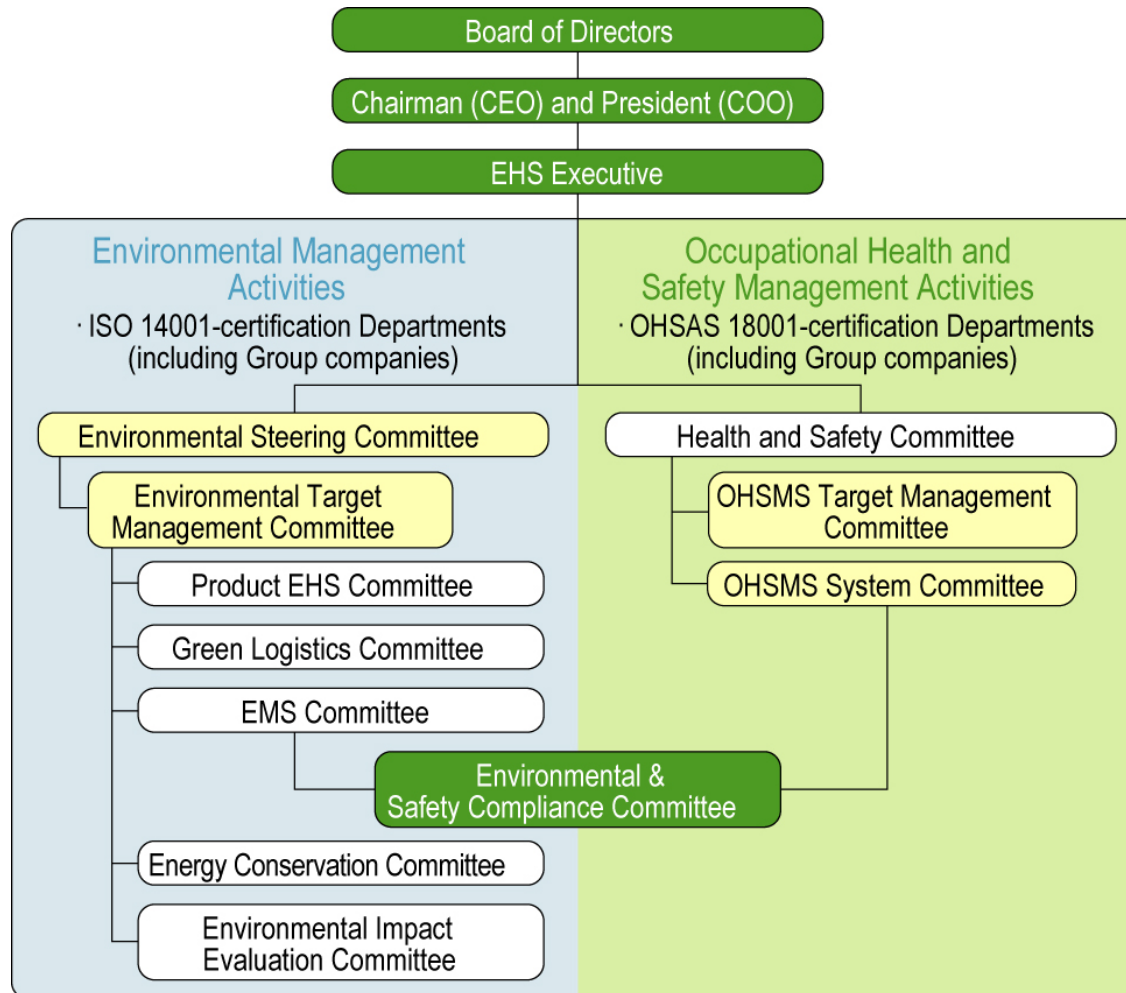 Board of Directors
Chairman (CEO) and President (COO)
EHS Executive
Environmental Management
Activities
· ISO 14001-certification Departments
(including Group companies)
Occupational Health and
Safety Management Activities
· OHSAS 18001-certification Departments
(including Group companies)
Environmental Steering Committee
Environmental Target
Management Committee
Product EHS Committee
Green Logistics Committee
EMS Committee
Health and Safety Committee
OHSMS Target Management
Committee
OHSMS System Committee
Environmental &
Safety Compliance Committee
Energy Conservation Committee
Environmental Impact
Evaluation Committee